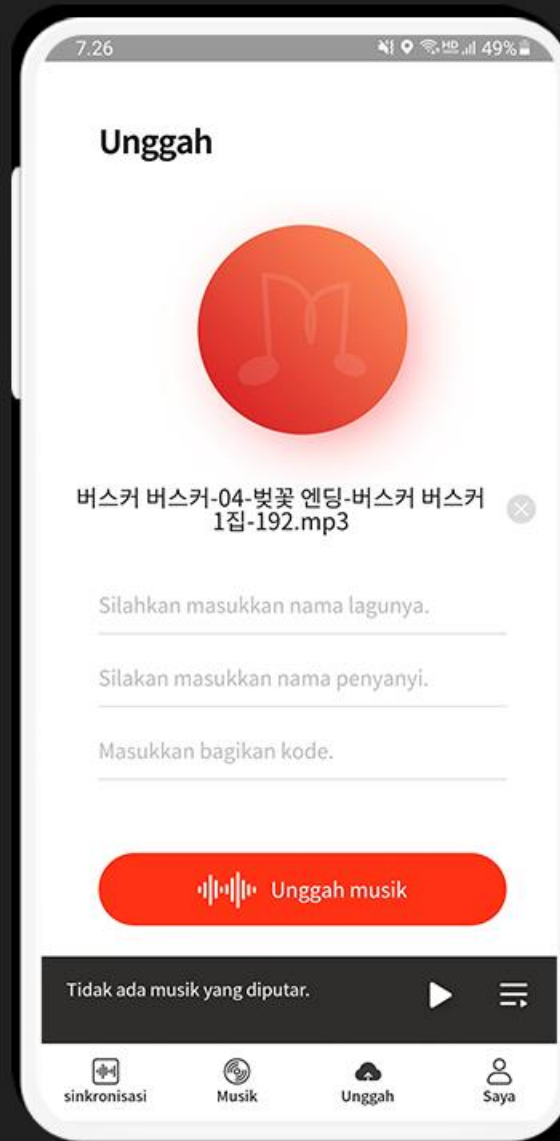 7.26
HD 49%
Unggah
버스커 버스커-04-벚꽃 엔딩-버스커 버스커
1집-192.mp3
Silahkan masukkan nama lagunya.
Silakan masukkan nama penyanyi.
Masukkan bagikan kode.
Unggah musik
Tidak ada musik yang diputar.
sinkronisasi Musik Unggah Saya